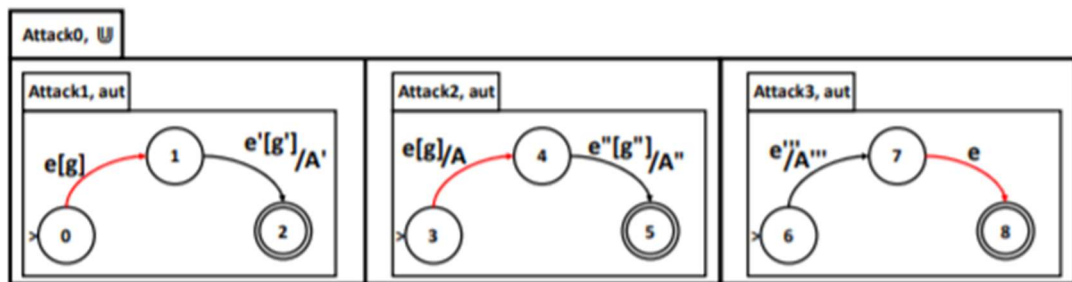 Attack0, ⋓
Attack1, aut
e[g]
1
e'[g']/A'
>
0
2
Attack2, aut
e[g]/A
4
e"[g"]/A"
>
3
5
Attack3, aut
e'''/A'''
7
e
>
6
8